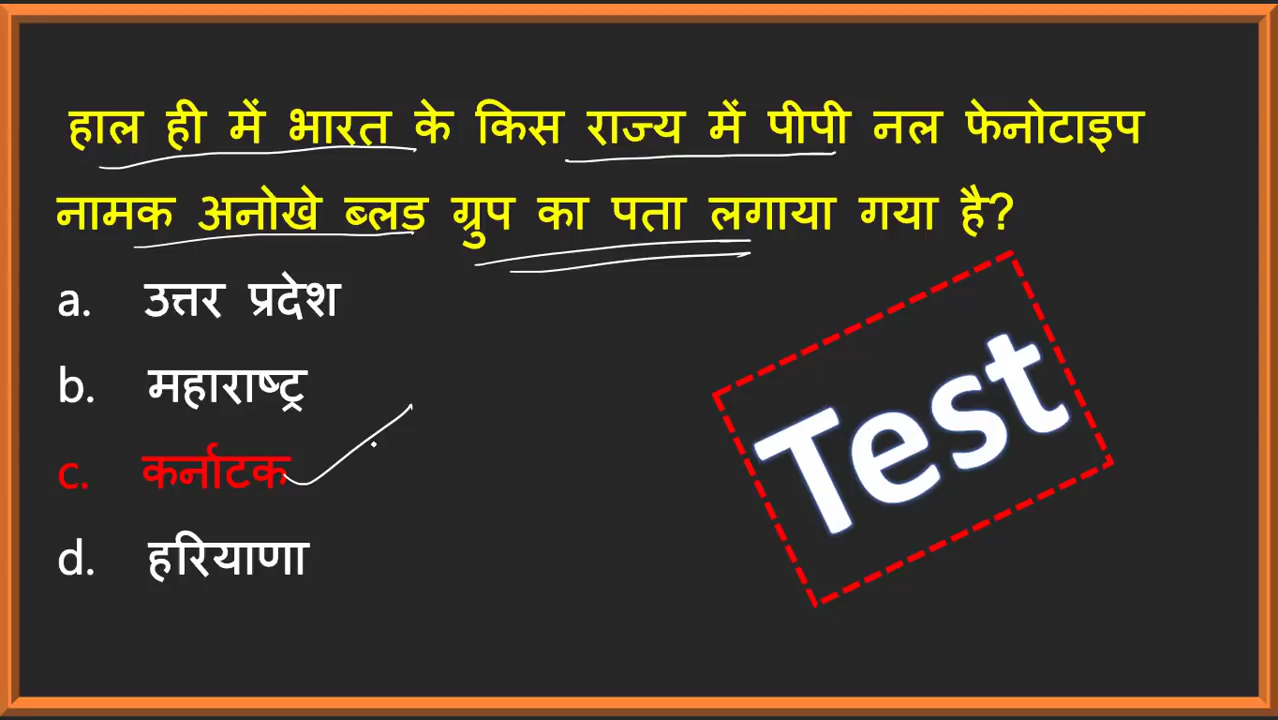 हाल ही में भारत के किस राज्य में पीपी नल फेनोटाइप
नामक अनोखे ब्लड ग्रुप का पता लगाया गया है?
a. उत्तर प्रदेश
b. महाराष्ट्र
c. कर्नाटक
d. हरियाणा
Test